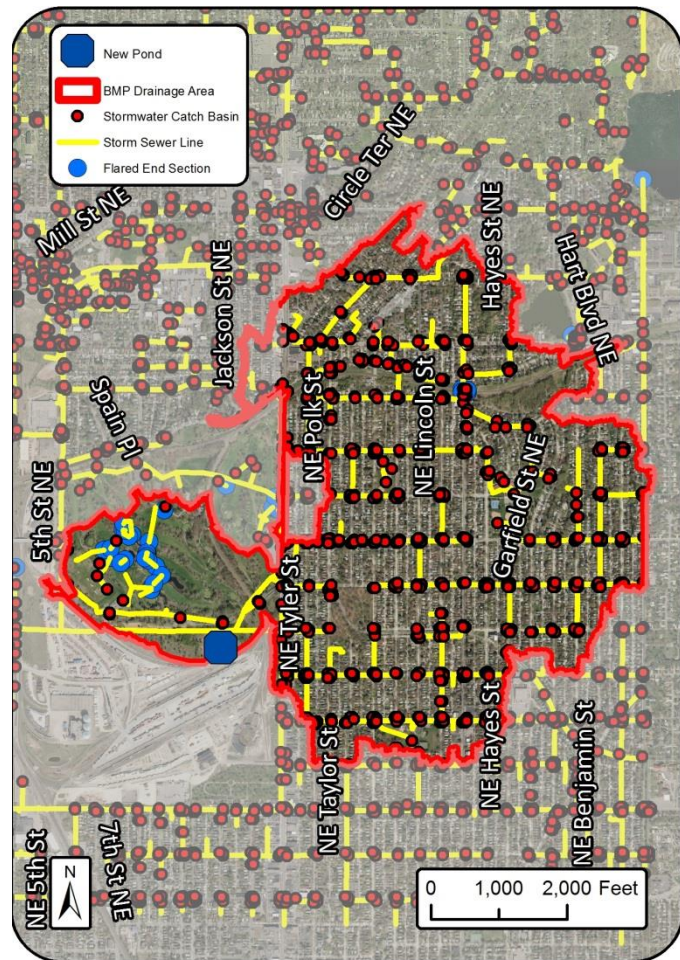 New Pond
BMP Drainage Area
Stormwater Catch Basin
Storm Sewer Line
Flared End Section
Mill St NE
Circle Ter NE
Jackson St NE
Hayes St NE
Hart Blvd NE
Spain Pl
NE Polk St
NE Lincoln St
5th St NE
Garfield St NE
NE Tyler St
NE Taylor St
NE Hayes St
NE Benjamin St
NE 5th St
7th St NE
N
0 1,000 2,000 Feet